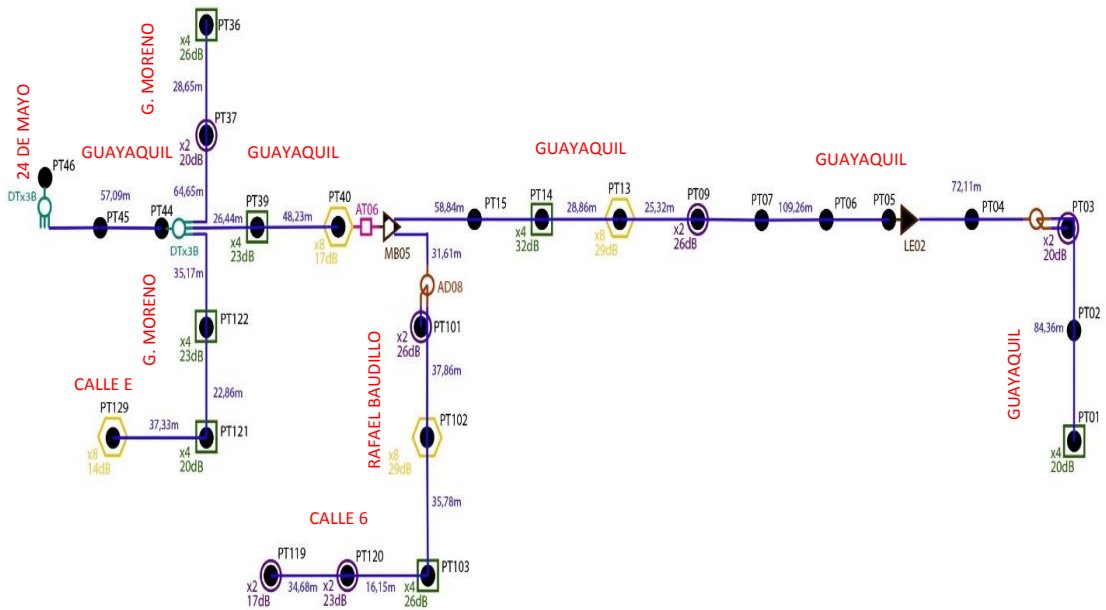 PT36
x4
26dB
G. MORENO
28,65m
PT37
x2
20dB
24 DE MAYO
PT46
DTx3B
GUAYAQUIL
57,09m
PT45
PT44
DTx3B
64,65m
GUAYAQUIL
26,44m
PT39
x4
23dB
48,23m
PT40
x8
17dB
AT06
MB05
GUAYAQUIL
58,84m
PT15
PT14
x4
32dB
28,86m
PT13
x8
29dB
25,32m
PT09
x2
26dB
GUAYAQUIL
PT07
109,26m
PT06
PT05
LE02
72,11m
PT04
PT03
x2
20dB
PT02
84,36m
GUAYAQUIL
PT01
x4
20dB
35,17m
G. MORENO
PT122
x4
23dB
22,86m
CALLE E
PT129
x8
14dB
37,33m
PT121
x4
20dB
31,61m
AD08
PT101
x2
26dB
RAFAEL BAUDILLO
37,86m
PT102
x8
29dB
35,78m
CALLE 6
PT119
x2
17dB
34,68m
PT120
x2
23dB
16,15m
PT103
x4
26dB